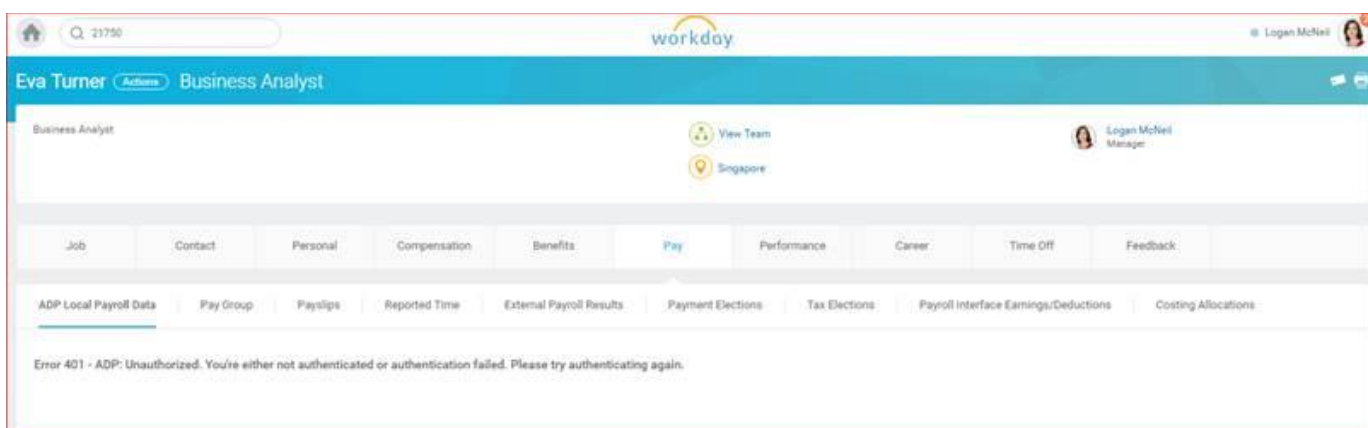 21750
workday
Logan McNeil
Eva Turner Actions Business Analyst
Business Analyst
View Team
Logan McNeil
Manager
Singapore
Job Contact Personal Compensation Benefits Pay Performance Career Time Off Feedback
ADP Local Payroll Data Pay Group Payslips Reported Time External Payroll Results Payment Elections Tax Elections Payroll Interface Earnings/Deductions Costing Allocations
Error 401 - ADP: Unauthorized. You're either not authenticated or authentication failed. Please try authenticating again.